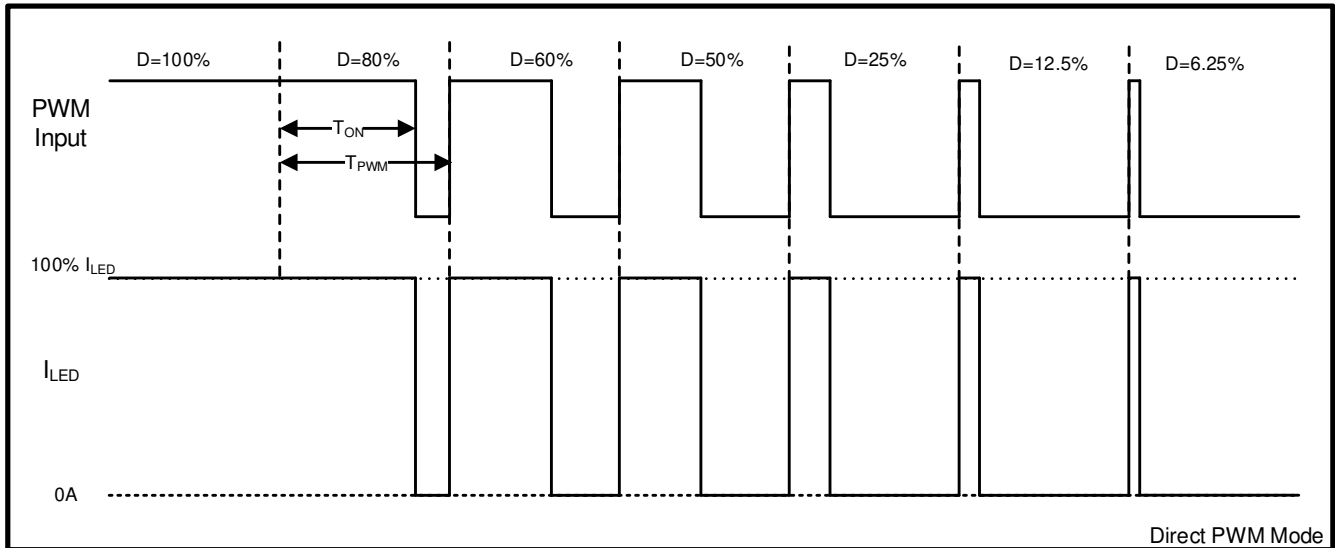 D=100% D=80% D=60% D=50% D=25% D=12.5% D=6.25%
PWM
Input
TON
TPWM
100% ILED
ILED
0A
Direct PWM Mode